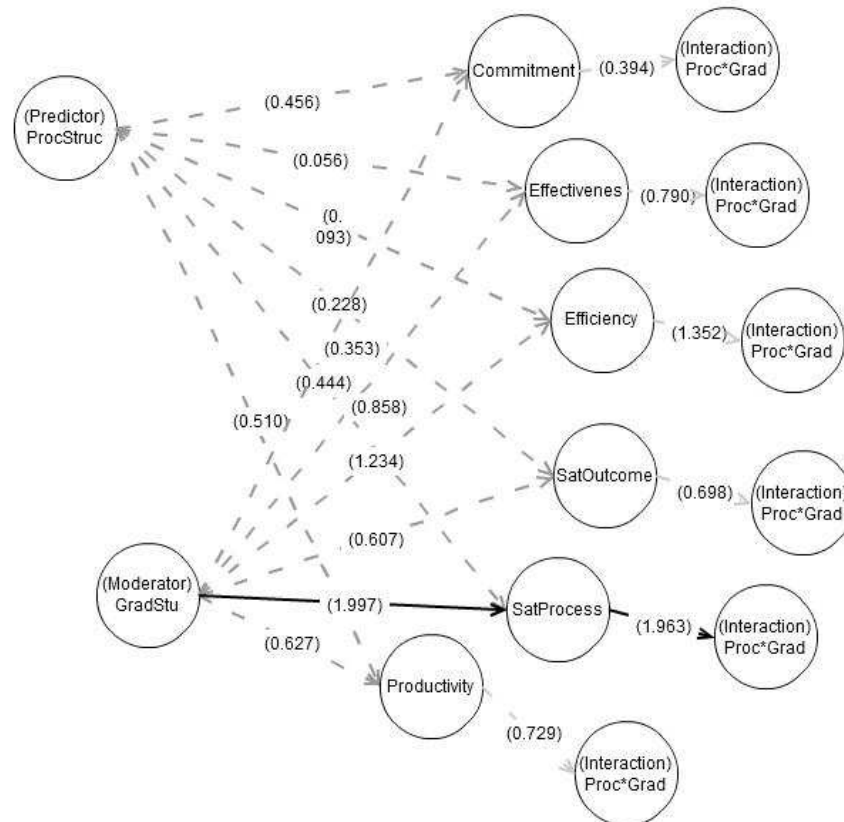 (Predictor)
ProcStruc
Commitment
(0.394)
(Interaction)
Proc*Grad
(0.456)
(0.056)
Effectivenes
(0.790)
(Interaction)
Proc*Grad
(0.
093)
(0.228)
Efficiency
(1.352)
(Interaction)
Proc*Grad
(0.353)
(0.444)
(0.858)
(0.510)
(1.234)
SatOutcome
(0.698)
(Interaction)
Proc*Grad
(0.607)
(Moderator)
GradStu
(1.997)
SatProcess
(1.963)
(Interaction)
Proc*Grad
(0.627)
Productivity
(0.729)
(Interaction)
Proc*Grad